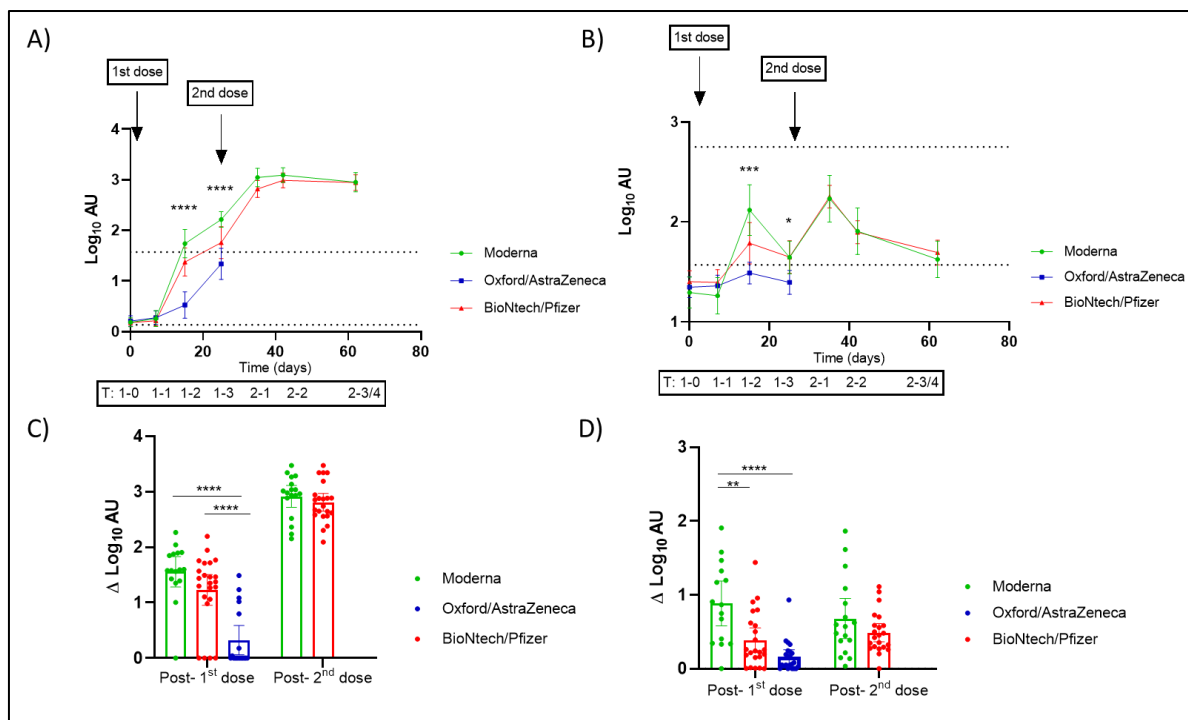 A)
1st dose
2nd dose
4
3
2
1
0
Log10 AU
****
****
0 20 40 60 80
Time (days)
Moderna
Oxford/AstraZeneca
BioNtech/Pfizer
T: 1-0 1-1 1-2 1-3 2-1 2-2 2-3/4
B)
1st dose
2nd dose
3
2
1
Log10 AU
***
*
0 20 40 60 80
Time (days)
Moderna
Oxford/AstraZeneca
BioNtech/Pfizer
T: 1-0 1-1 1-2 1-3 2-1 2-2 2-3/4
C)
4
3
2
1
0
Δ Log10 AU
****
****
Post- 1st dose Post- 2nd dose
Moderna
Oxford/AstraZeneca
BioNtech/Pfizer
D)
3
2
1
0
Δ Log10 AU
****
**
Post- 1st dose Post- 2nd dose
Moderna
Oxford/AstraZeneca
BioNtech/Pfizer